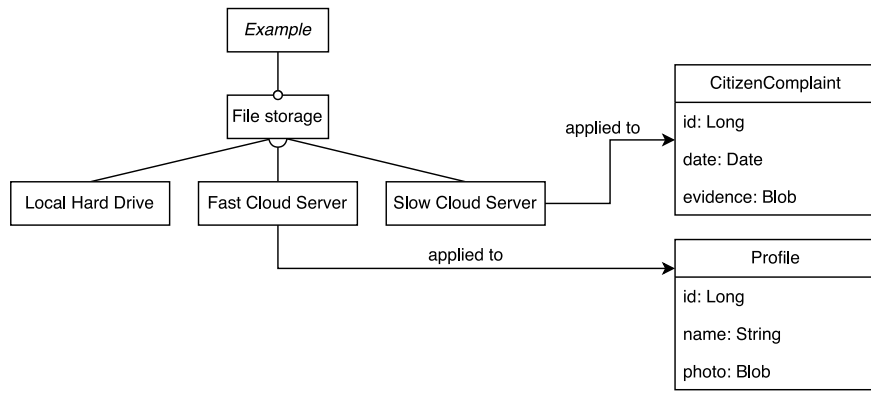 Example
File storage
Local Hard Drive
Fast Cloud Server
Slow Cloud Server
applied to
applied to
CitizenComplaint
id: Long
date: Date
evidence: Blob
Profile
id: Long
name: String
photo: Blob